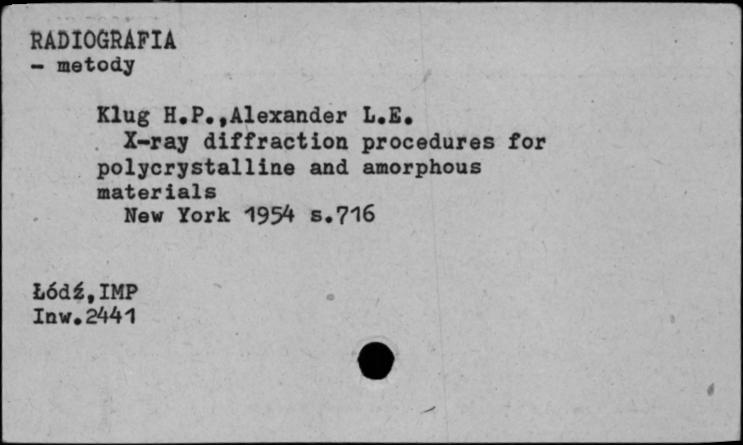 RADIOGRAFIA
- metody
Klug H.P.,Alexander L.E.
X-ray diffraction procedures for
polycrystalline and amorphous
materials
New York 1954 s.716
Łódź,IMP
Inw.2441